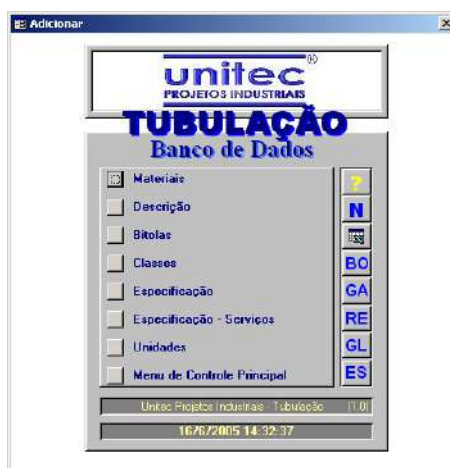 Adicionar
unitec®
PROJETOS INDUSTRIAIS
TUBULAÇÃO
Banco de Dados
Materiais
?
Descrição
N
Bitolas
Classes
BO
Especificação
GA
Especificação - Serviços
RE
Unidades
GL
Menu de Controle Principal
ES
Unitec Projetos Industriais - Tubulação [1.0]
16/6/2005 14:32:37